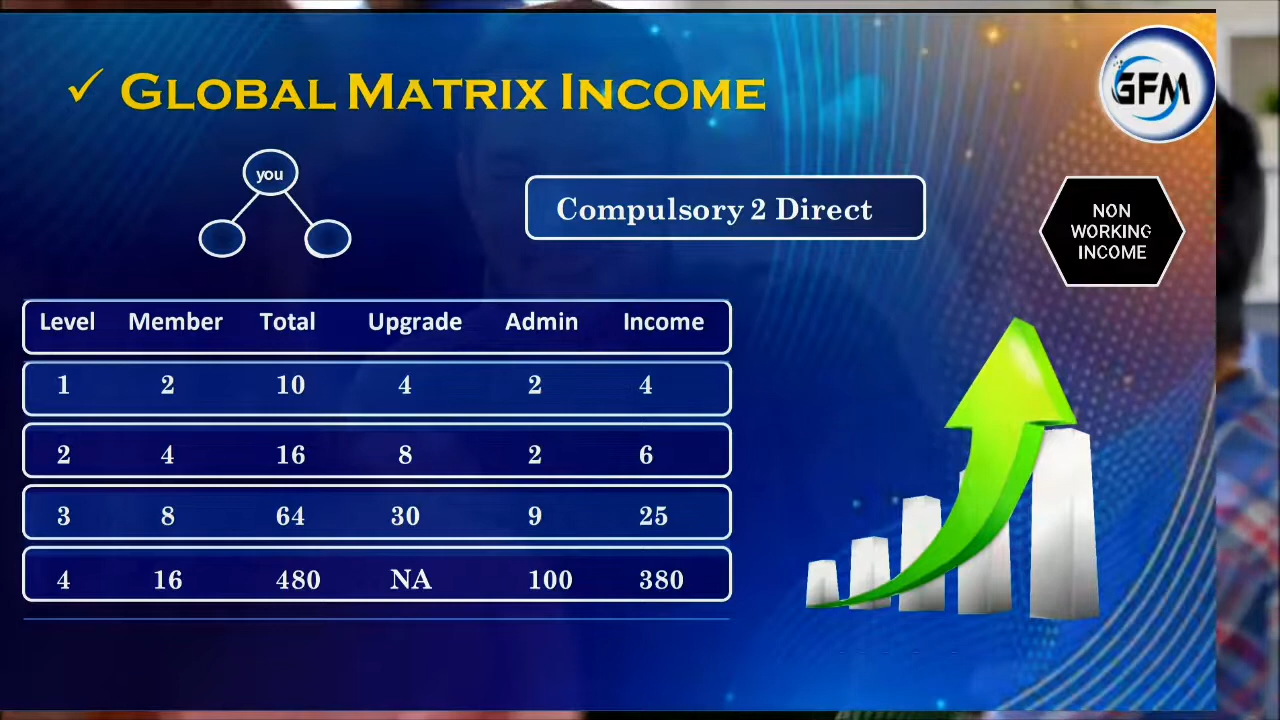 GLOBAL MATRIX INCOME
GFM
you
Compulsory 2 Direct
NON
WORKING
INCOME
Level Member Total Upgrade Admin Income
1 2 10 4 2 4
2 4 16 8 2 6
3 8 64 30 9 25
4 16 480 NA 100 380